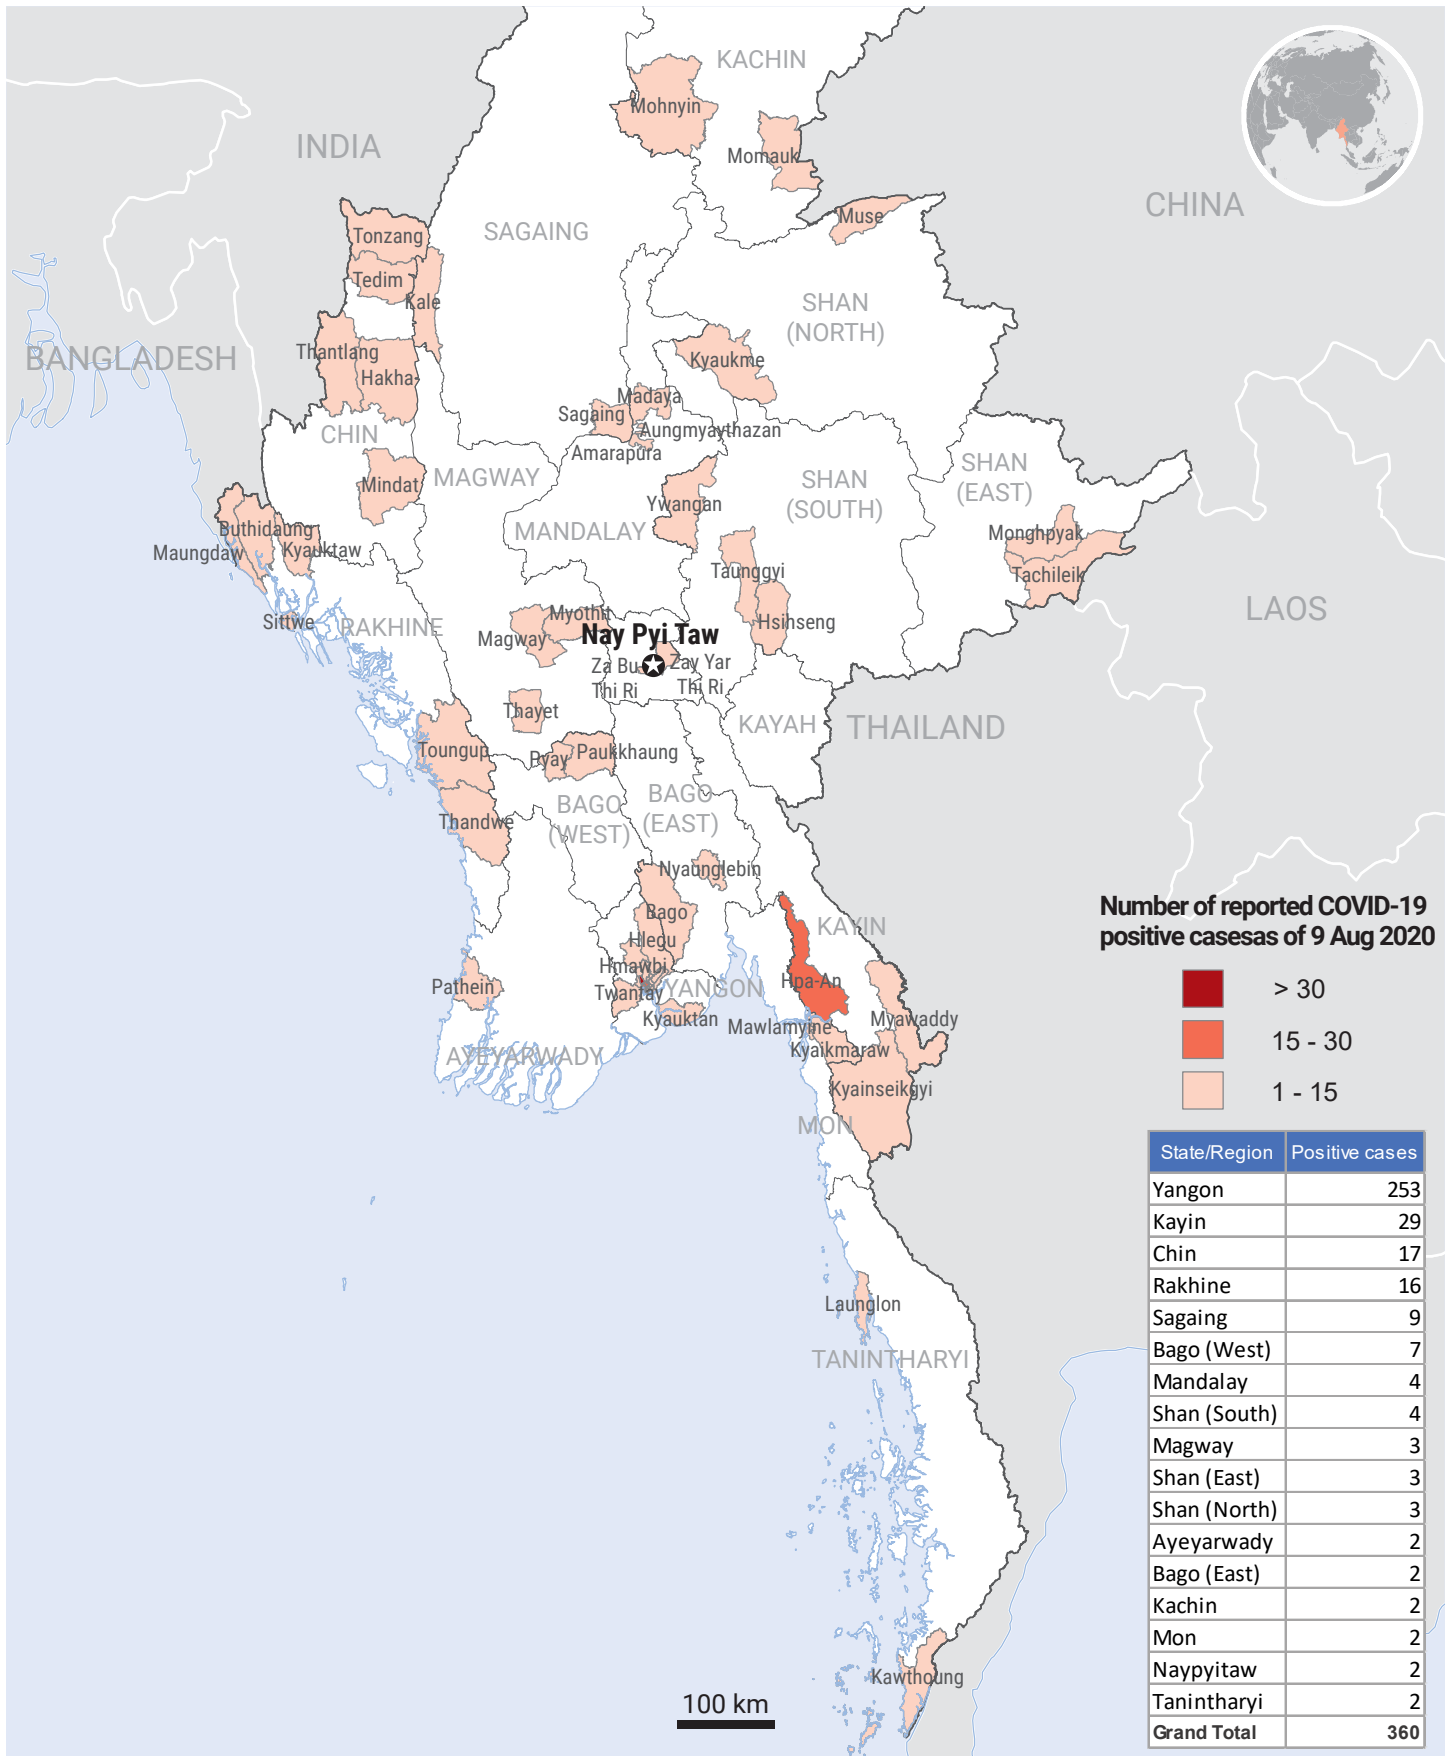 KACHIN
Mohnyin
INDIA
Momauk
CHINA
Muse
SAGAING
Tonzang
Tedim
Kale
SHAN
(NORTH)
BANGLADESH
Thantlang
Hakha
Kyaukme
Madaya
Sagaing
Aungmyaythazan
Amarapura
CHIN
MAGWAY
Mindat
SHAN
(EAST)
SHAN
(SOUTH)
Ywangan
MANDALAY
Buthidaung
Maungdaw
Kyauktaw
Monghpyak
Tachileik
Taunggyi
LAOS
Sittwe
RAKHINE
Myothit
Magway
Hsihseng
Nay Pyi Taw
Za Bu
Thi Ri
Zay Yar
Thi Ri
Thayet
KAYAH
THAILAND
Toungup
Pyay
Paukkhaung
BAGO
(WEST)
BAGO
(EAST)
Thandwe
Nyaunglebin
Bago
KAYIN
Hlegu
Hmawbi
Hpa-An
Pathein
Twantay
YANGON
Kyauktan
Mawlamyine
Myawaddy
Kyaikmaraw
AYEYARWADY
Kyainseikgyi
MON
Launglon
TANINTHARYI
Kawthoung
100 km
Number of reported COVID-19
positive casesas of 9 Aug 2020
> 30
15 - 30
1 - 15
State/Region Positive cases
Yangon 253
Kayin 29
Chin 17
Rakhine 16
Sagaing 9
Bago (West) 7
Mandalay 4
Shan (South) 4
Magway 3
Shan (East) 3
Shan (North) 3
Ayeyarwady 2
Bago (East) 2
Kachin 2
Mon 2
Naypyitaw 2
Tanintharyi 2
Grand Total 360